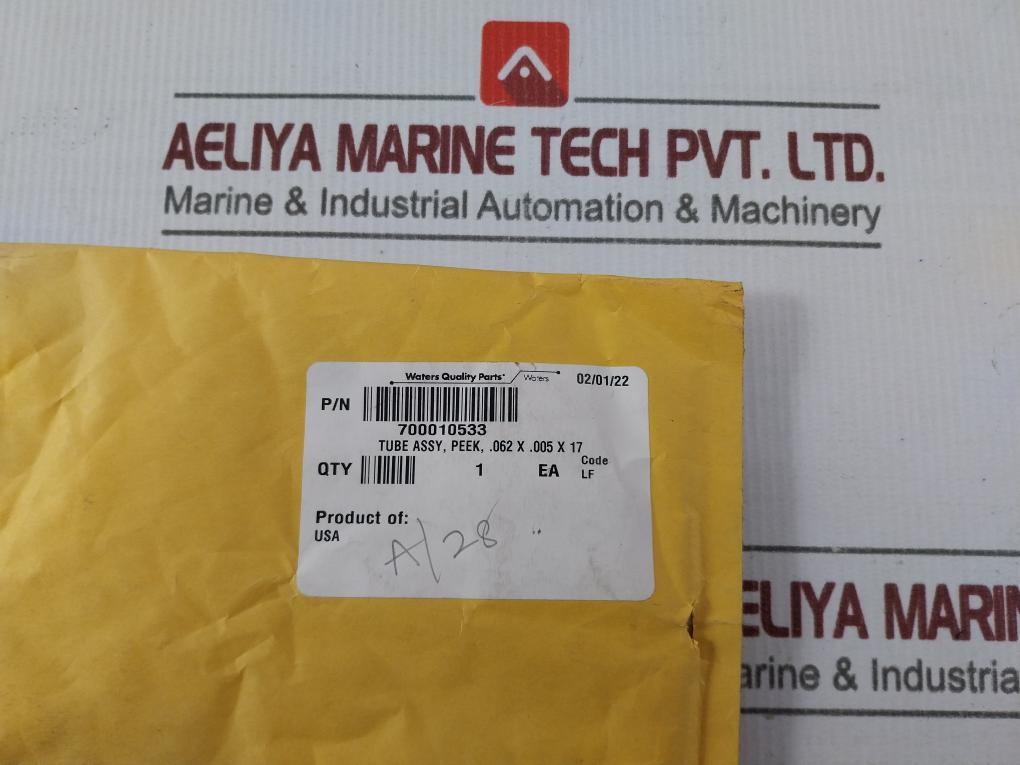 AELIYA MARINE TECH PVT. LTD.
Marine & Industrial Automation & Machinery
Waters Quality Parts Waters 02/01/22
P/N
700010533
TUBE ASSY, PEEK, .062 X .005 X 17
QTY 1 EA Code
LF
Product of:
USA
A/28
ELIYA MARIN
arine & Industria